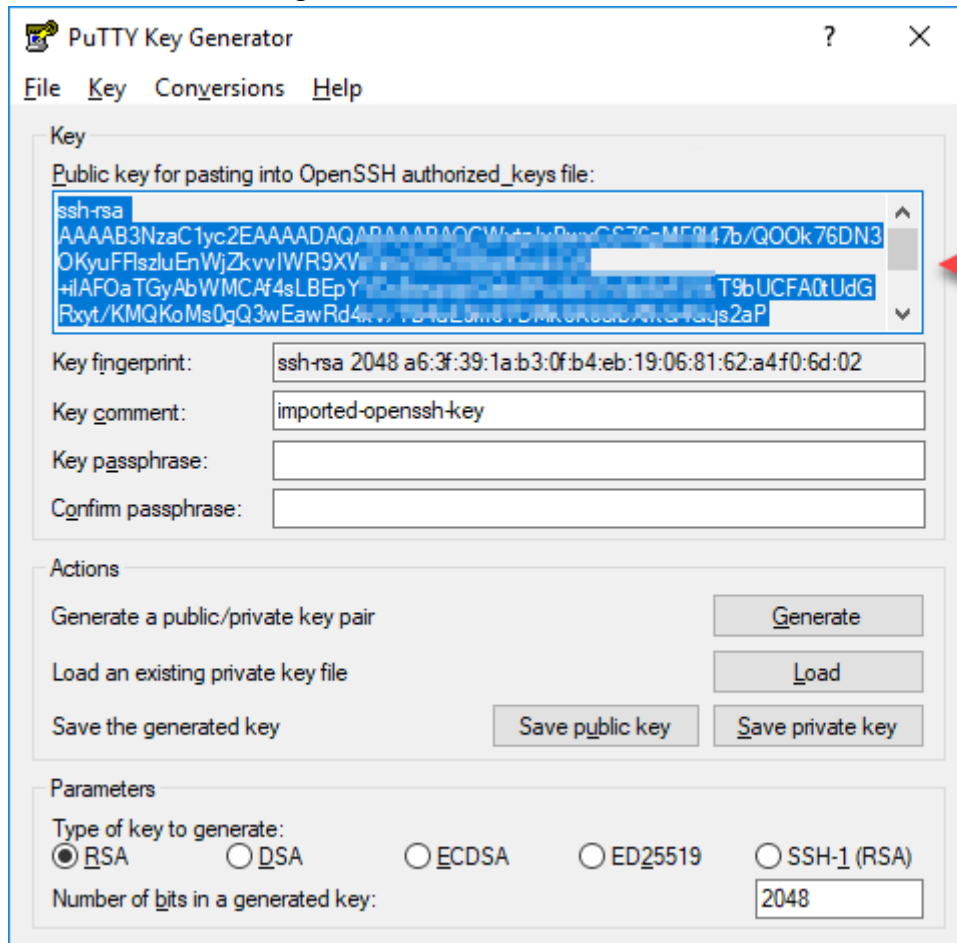 PuTTY Key Generator ?
File Key Conversions Help
Key
Public key for pasting into OpenSSH authorized_keys file:
ssh-rsa
AAAAB3NzaC1yc2EAAAADAQA 47b/QOOk76DN3
OKyuFFIszluEnWjZkvvIWR9XW
+iIAFOaTGyAbWMCAf4sLBEpY T9bUCFA0tUdG
Rxyt/KMQKoMs0gQ3wEawRd4 qs2aP
Key fingerprint: ssh-rsa 2048 a6:3f:39:1a:b3:0f:b4:eb:19:06:81:62:a4:f0:6d:02
Key comment: imported-openssh-key
Key passphrase:
Confirm passphrase:
Actions
Generate a public/private key pair Generate
Load an existing private key file Load
Save the generated key Save public key Save private key
Parameters
Type of key to generate:
RSA DSA ECDSA ED25519 SSH-1 (RSA)
Number of bits in a generated key: 2048